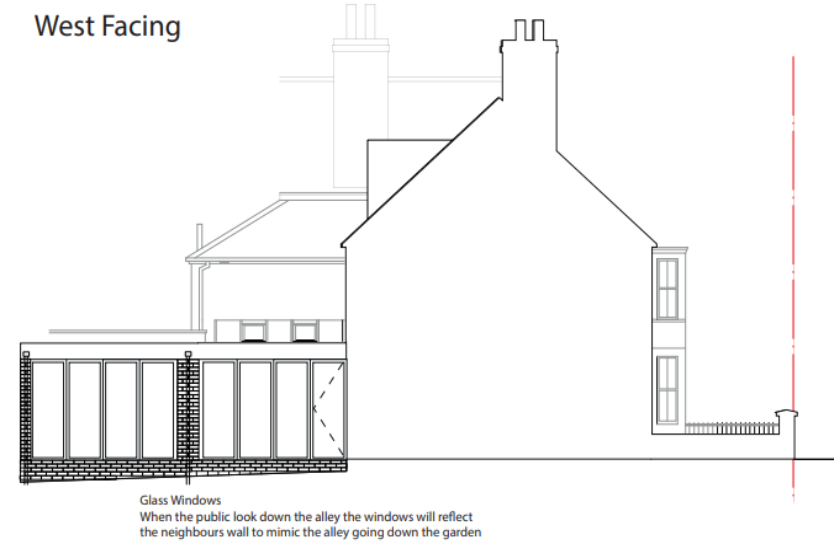 West Facing
Glass Windows
When the public look down the alley the windows will reflect
the neighbours wall to mimic the alley going down the garden